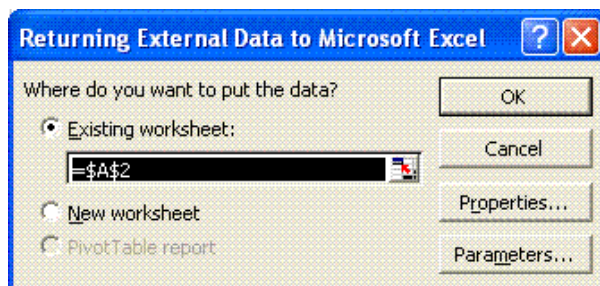 Returning External Data to Microsoft Excel ?
Where do you want to put the data?
OK
Existing worksheet:
Cancel
=$A$2
Properties...
New worksheet
PivotTable report
Parameters...